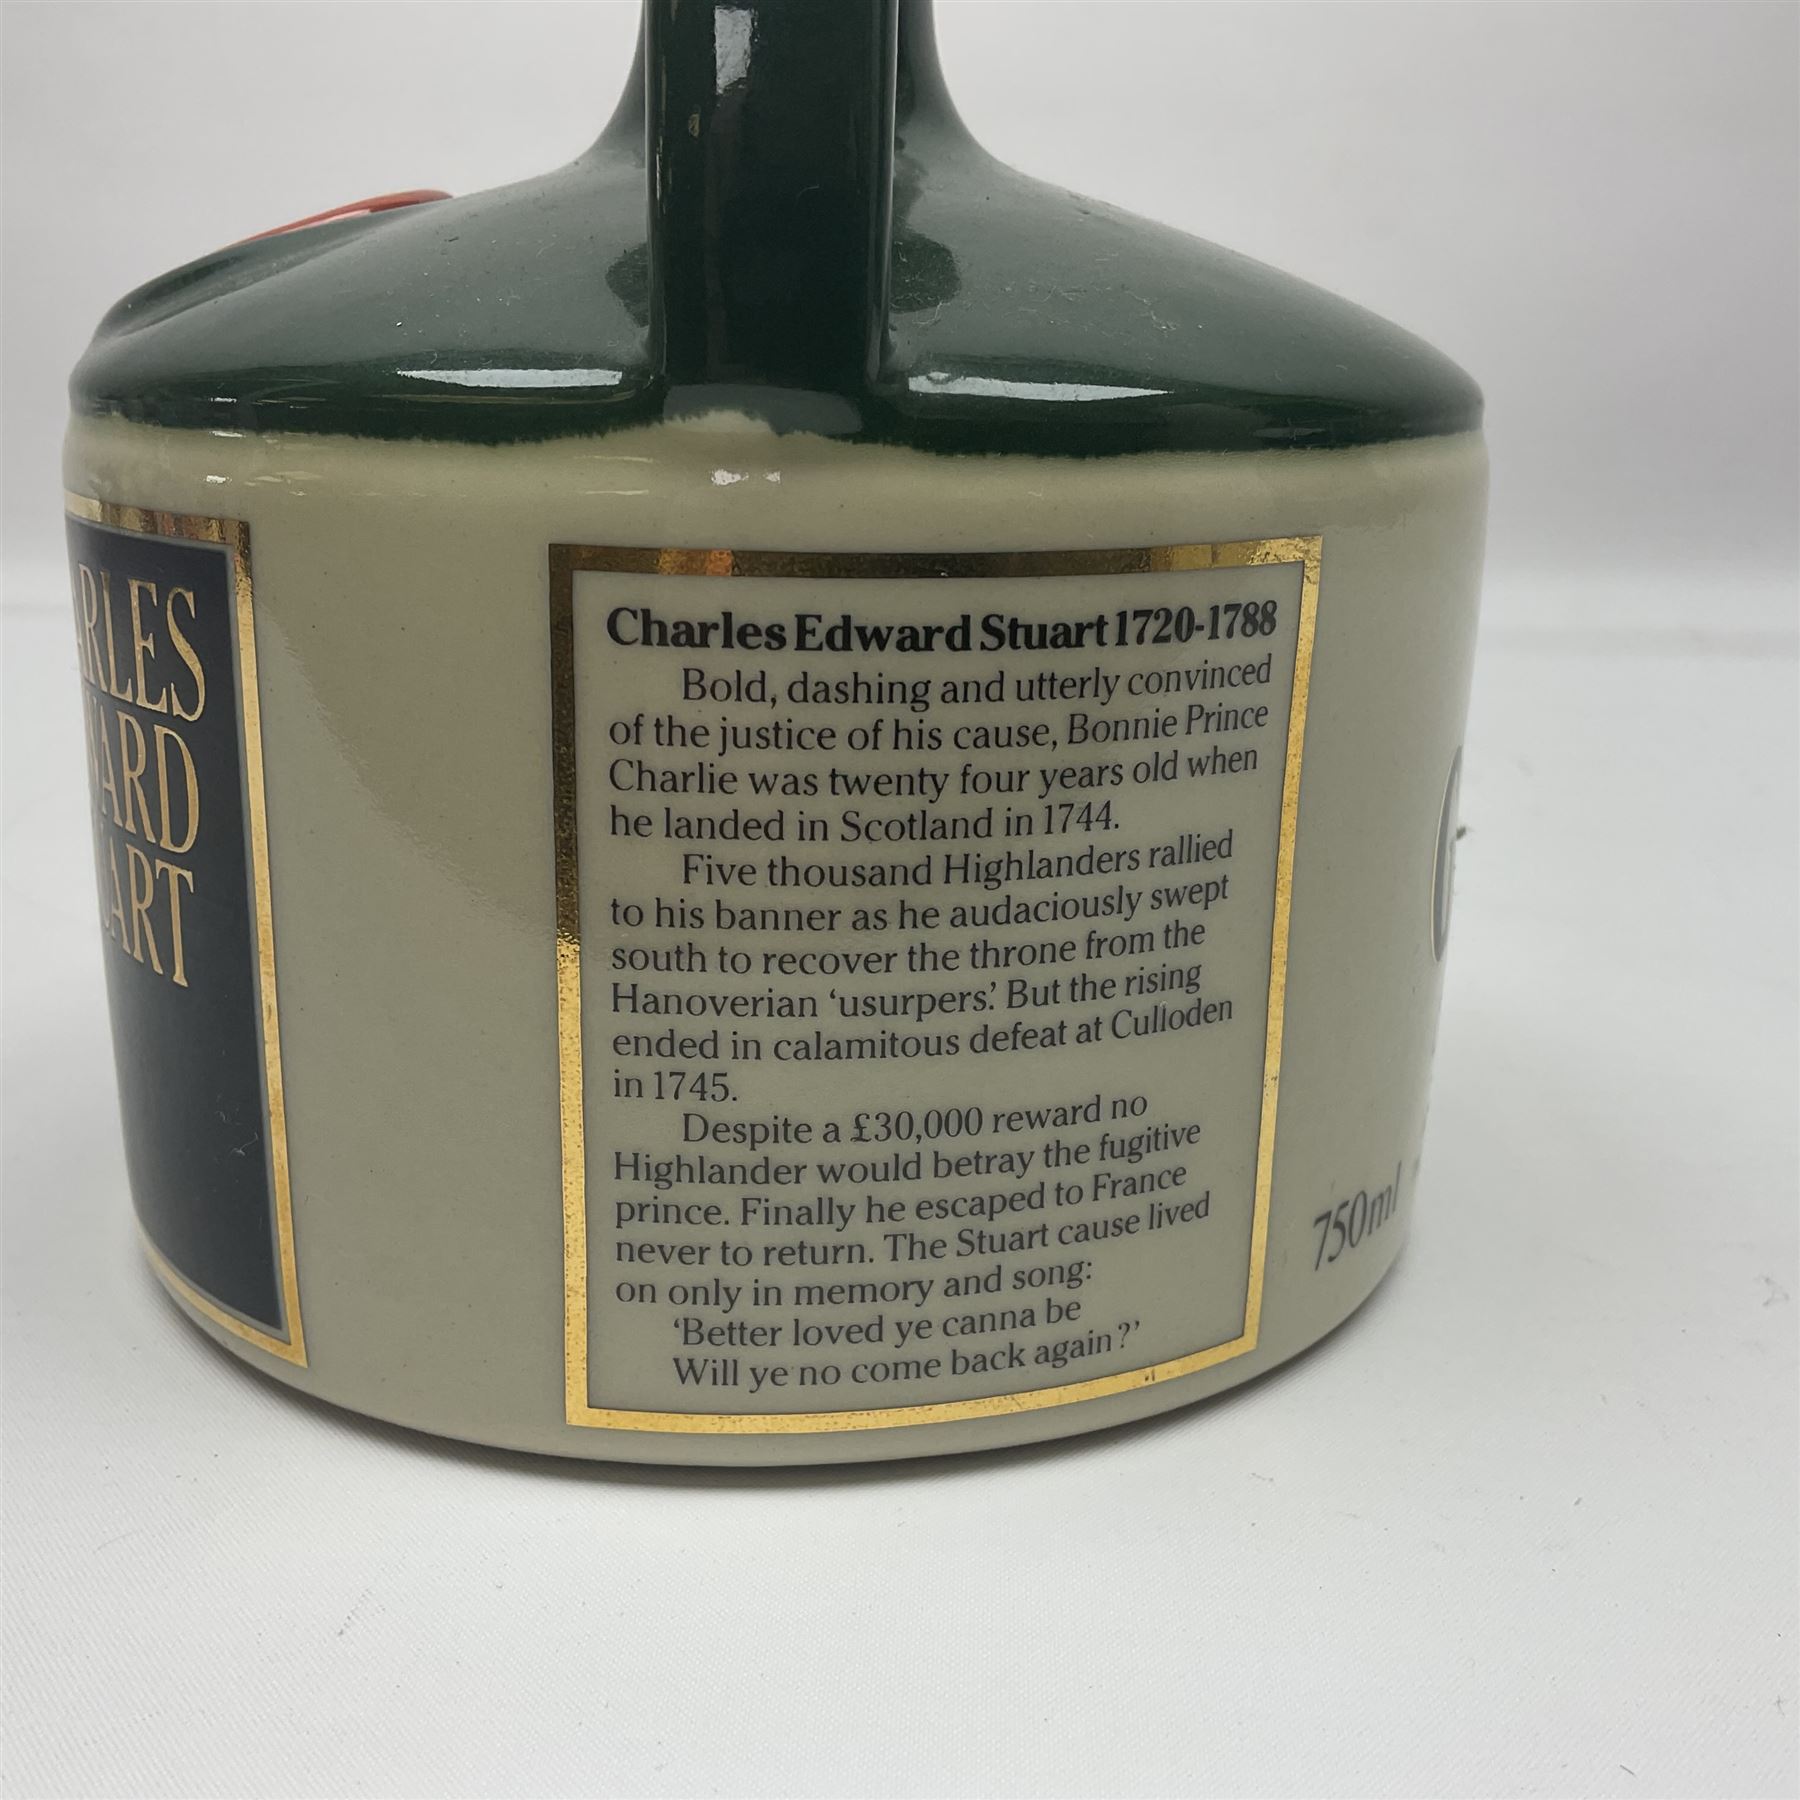 Charles Edward Stuart 1720-1788
Bold, dashing and utterly convinced
of the justice of his cause, Bonnie Prince
Charlie was twenty four years old when
he landed in Scotland in 1744.
Five thousand Highlanders rallied
to his banner as he audaciously swept
south to recover the throne from the
Hanoverian ‘usurpers’. But the rising
ended in calamitous defeat at Culloden
in 1745.
Despite a £30,000 reward no
Highlander would betray the fugitive
prince. Finally he escaped to France
never to return. The Stuart cause lived
on only in memory and song:
‘Better loved ye canna be
Will ye no come back again?’
ARLES
WARD
UART
750ml